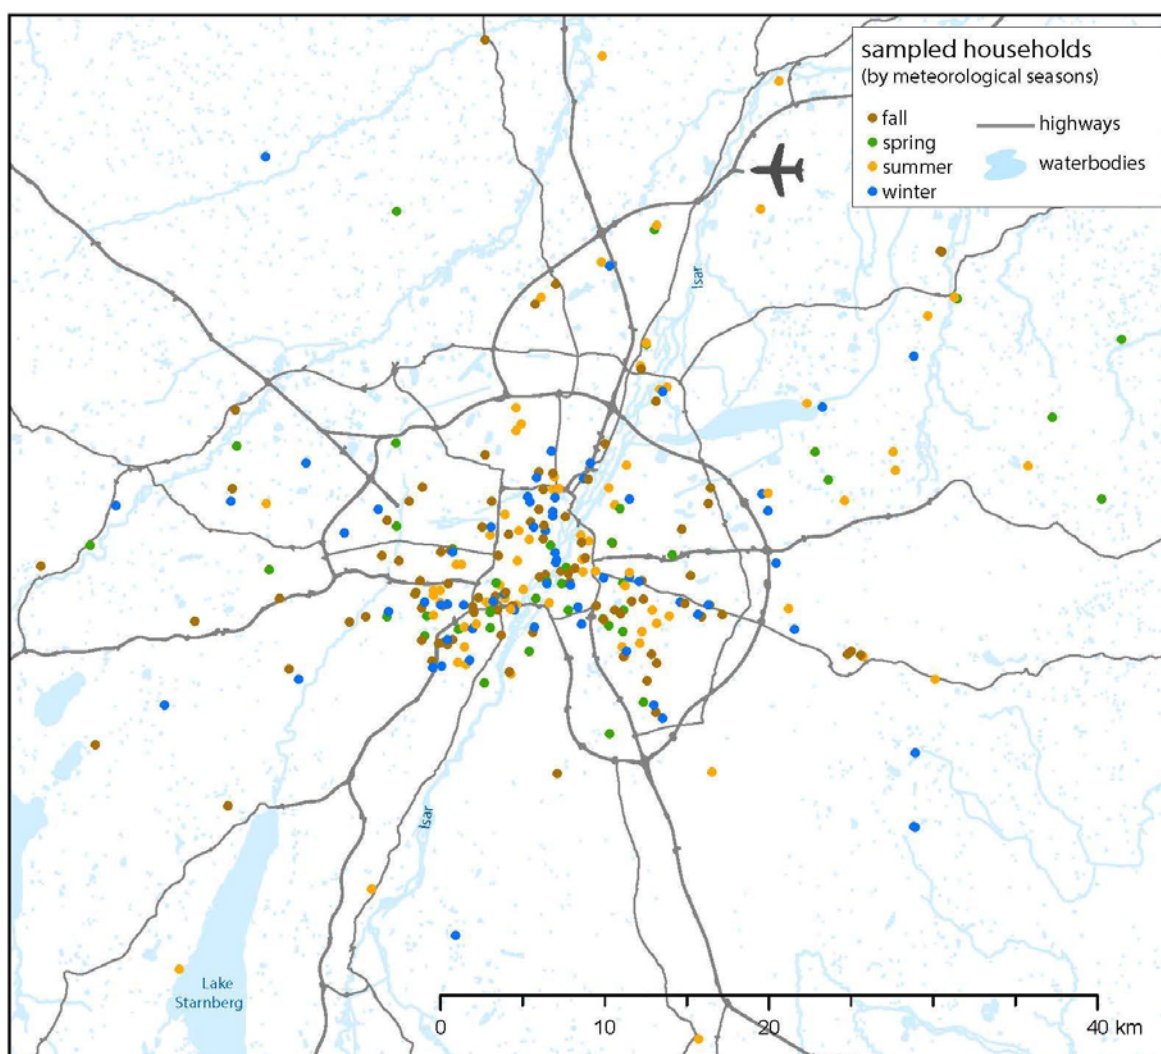 sampled households
(by meteorological seasons)
fall
spring
summer
winter
highways
waterbodies
Isar
Isar
Lake
Starnberg
0 10 20 40 km